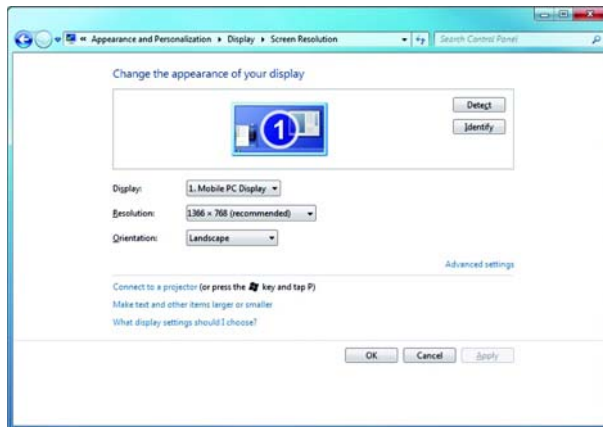 « Appearance and Personalization ▸ Display ▸ Screen Resolution
Search Control Panel
Change the appearance of your display
1
Detect
Identify
Display: 1. Mobile PC Display
Resolution: 1366 × 768 (recommended)
Orientation: Landscape
Advanced settings
Connect to a projector (or press the key and tap P)
Make text and other items larger or smaller
What display settings should I choose?
OK Cancel Apply